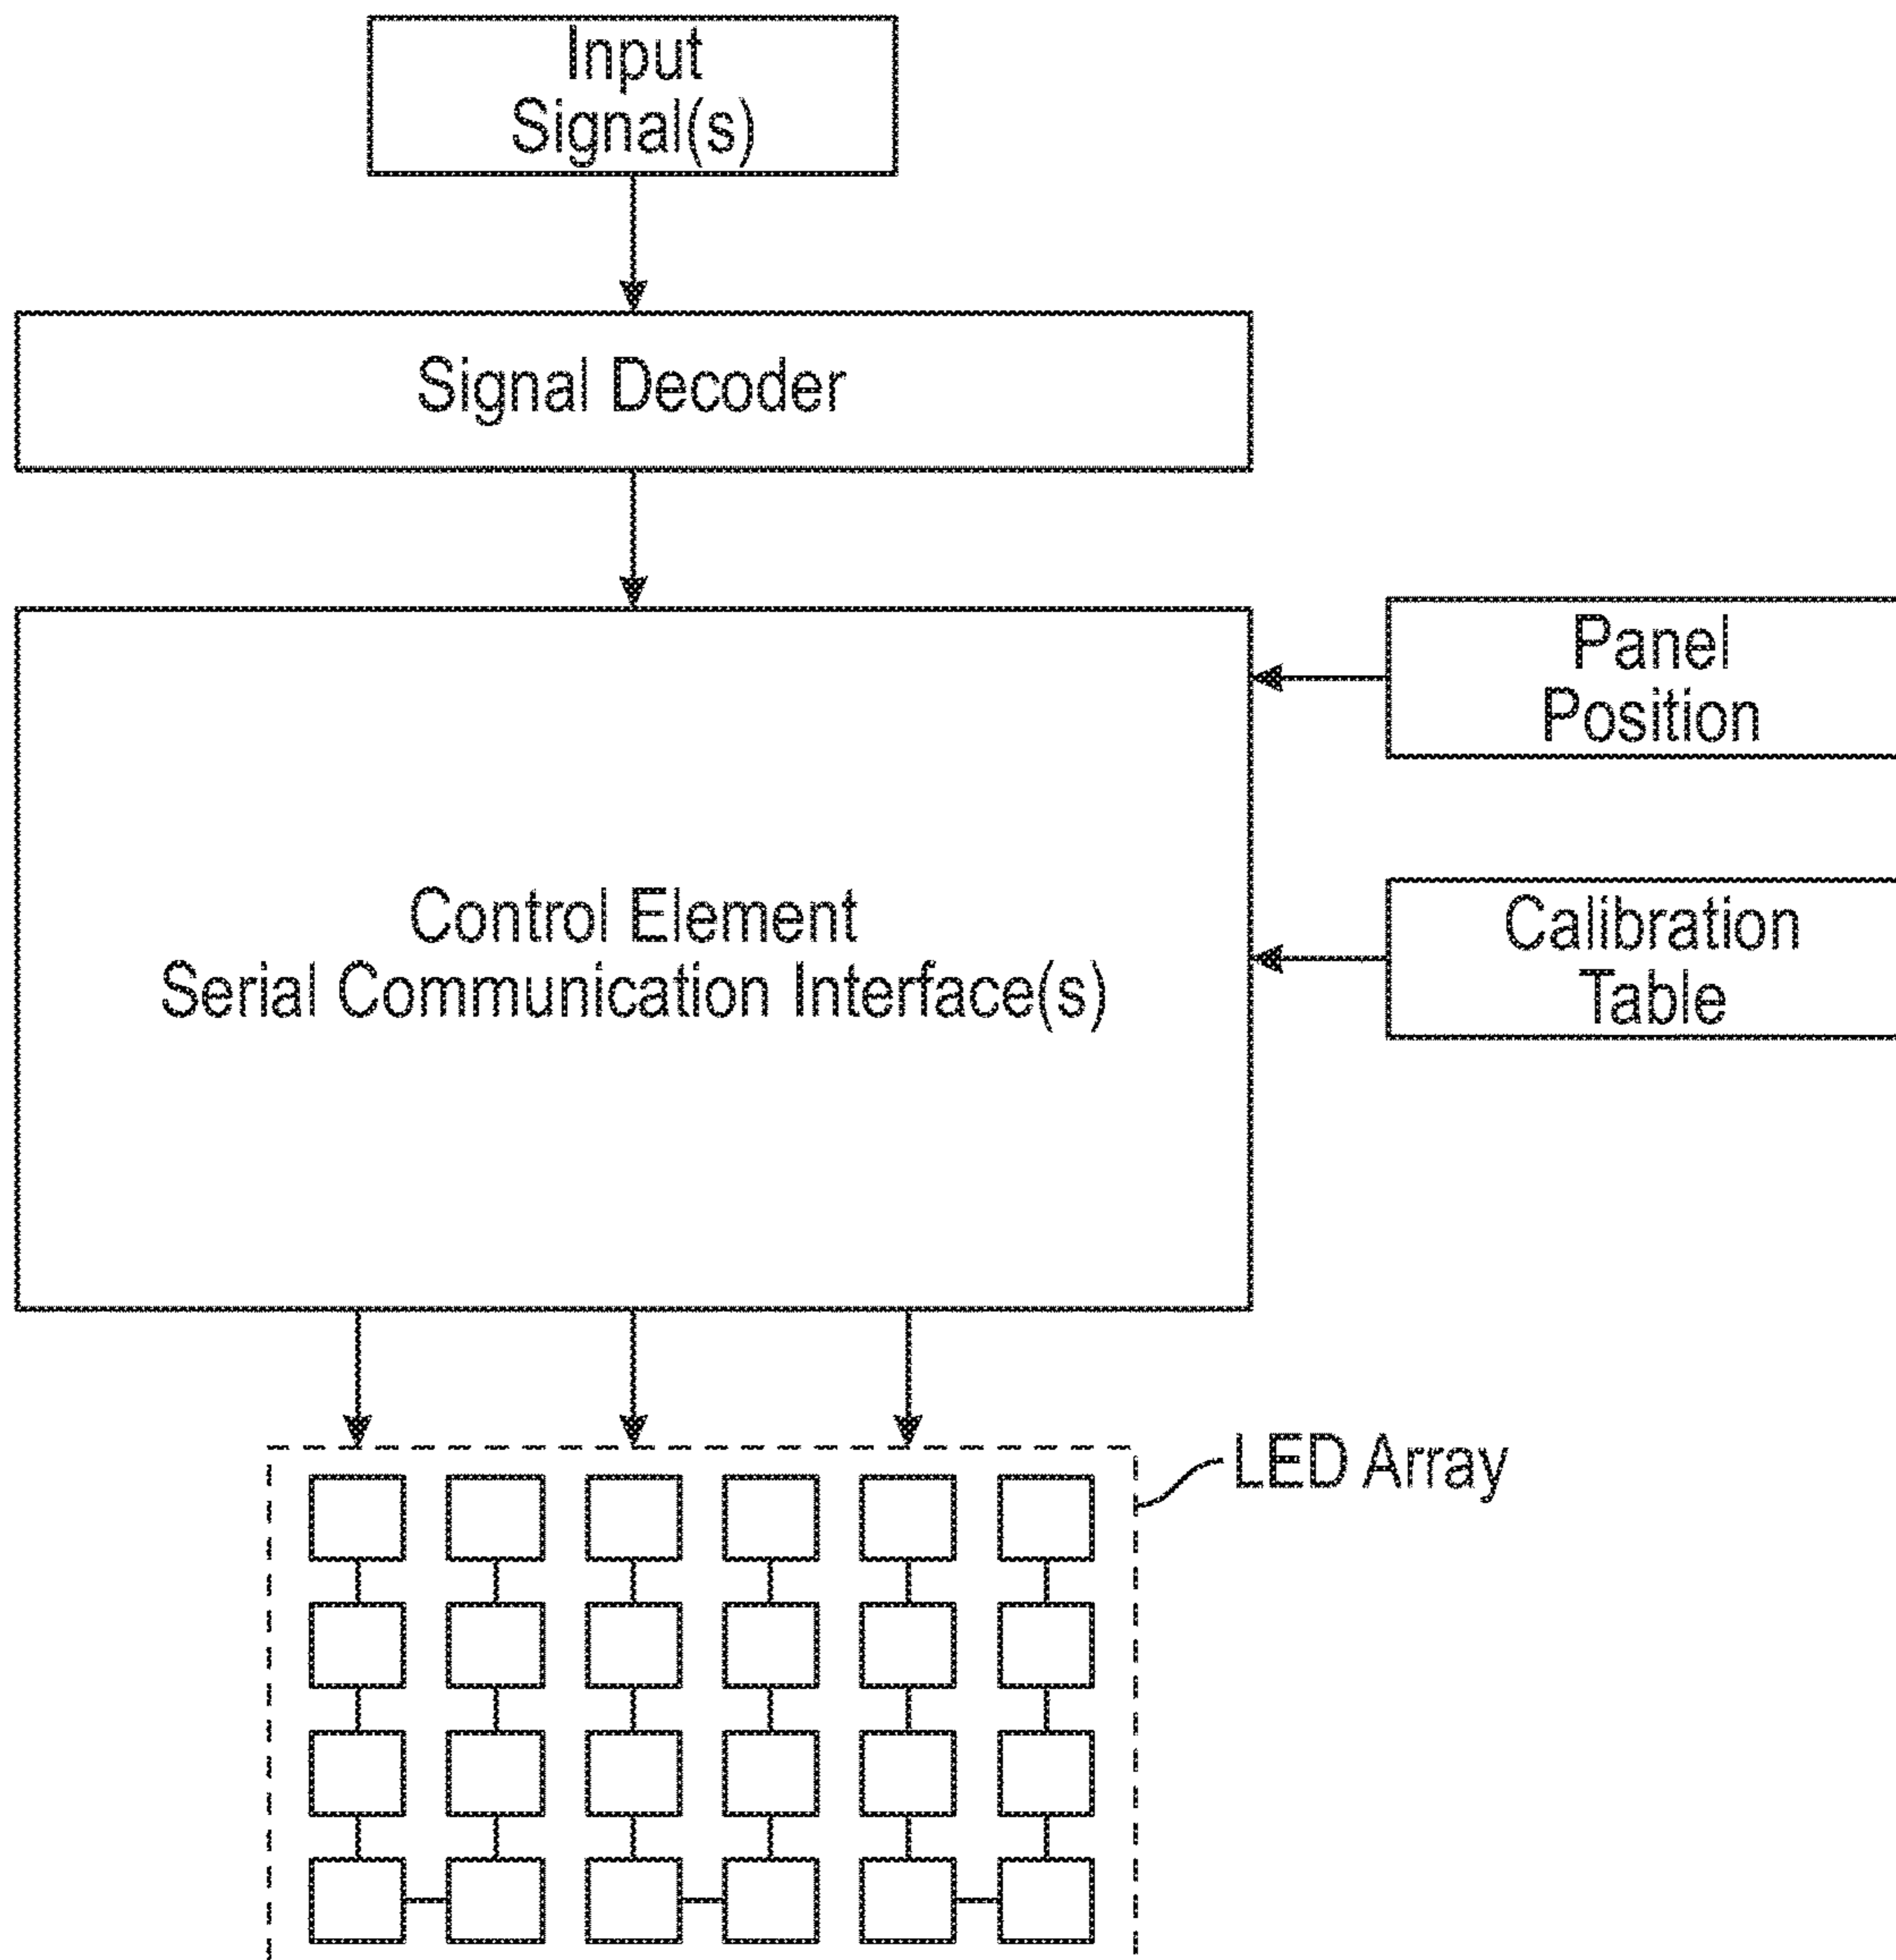 Input
Signal(s)
Signal Decoder
Panel
Position
Control Element
Serial Communication Interface(s)
Calibration
Table
LED Array